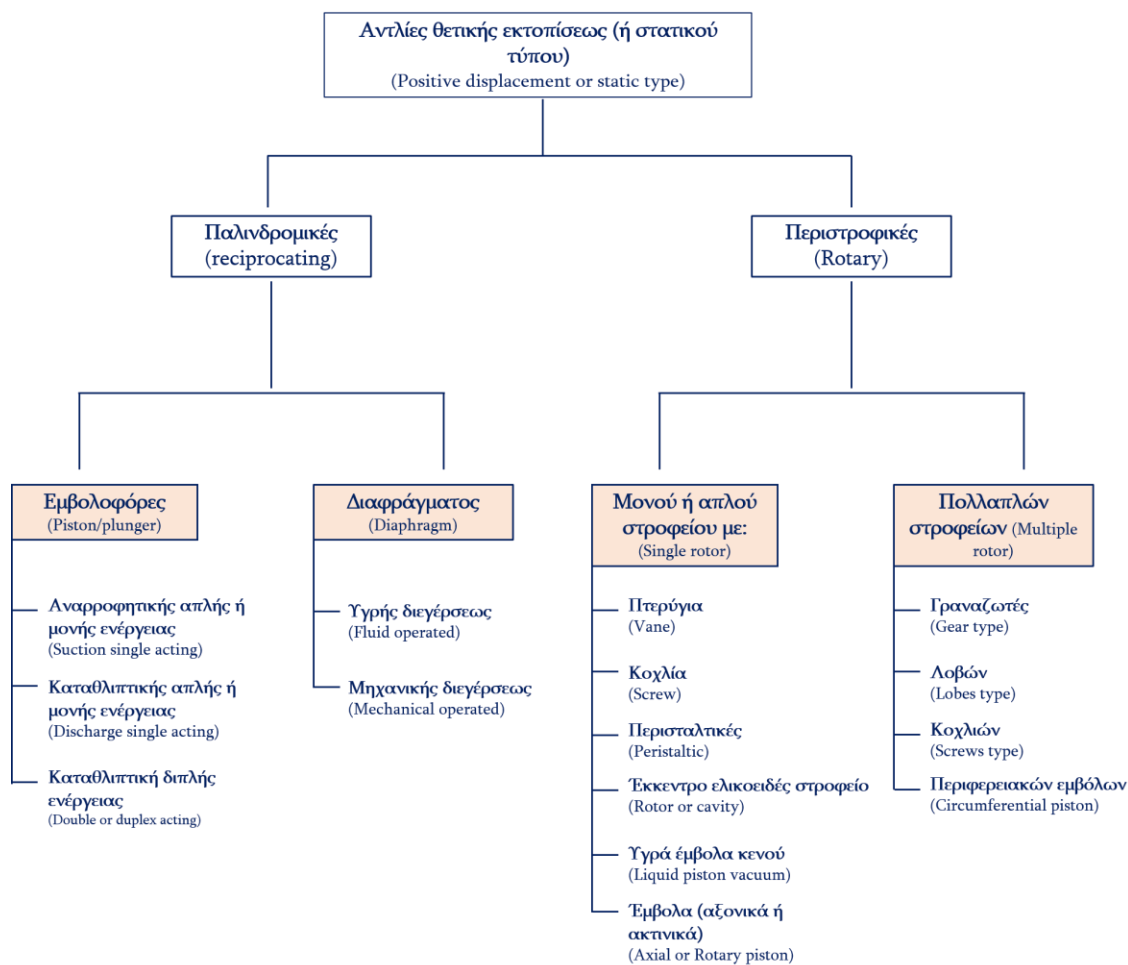 Αντλίες θετικής εκτοπίσεως (ή στατικού
τύπου)
(Positive displacement or static type)
Παλινδρομικές
(reciprocating)
Περιστροφικές
(Rotary)
Εμβολοφόρες
(Piston/plunger)
Αναρροφητικής απλής ή
μονής ενέργειας
(Suction single acting)
Καταθλιπτικής απλής ή
μονής ενέργειας
(Discharge single acting)
Καταθλιπτική διπλής
ενέργειας
(Double or duplex acting)
Διαφράγματος
(Diaphragm)
Υγρής διεγέρσεως
(Fluid operated)
Μηχανικής διεγέρσεως
(Mechanical operated)
Μονού ή απλού
στροφείου με:
(Single rotor)
Πτερύγια
(Vane)
Κοχλία
(Screw)
Περισταλτικές
(Peristaltic)
Έκκεντρο ελικοειδές στροφείο
(Rotor or cavity)
Υγρά έμβολα κενού
(Liquid piston vacuum)
Έμβολα (αξονικά ή
ακτινικά)
(Axial or Rotary piston)
Πολλαπλών
στροφείων (Multiple
rotor)
Γραναζωτές
(Gear type)
Λοβών
(Lobes type)
Κοχλιών
(Screws type)
Περιφερειακών εμβόλων
(Circumferential piston)